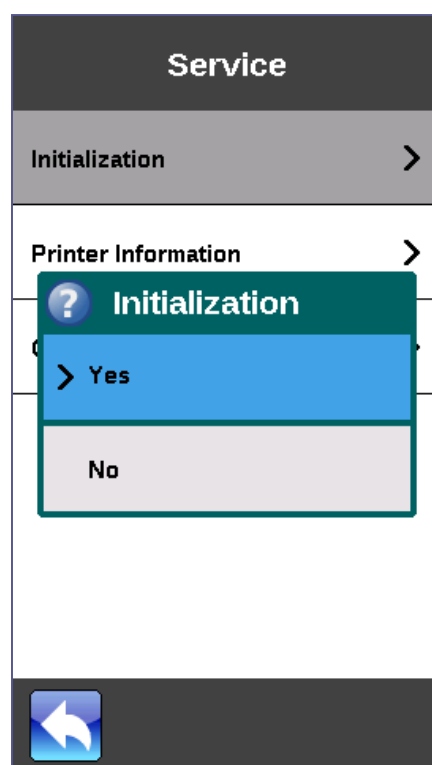 Service
Initialization
Printer Information
? Initialization
Yes
No